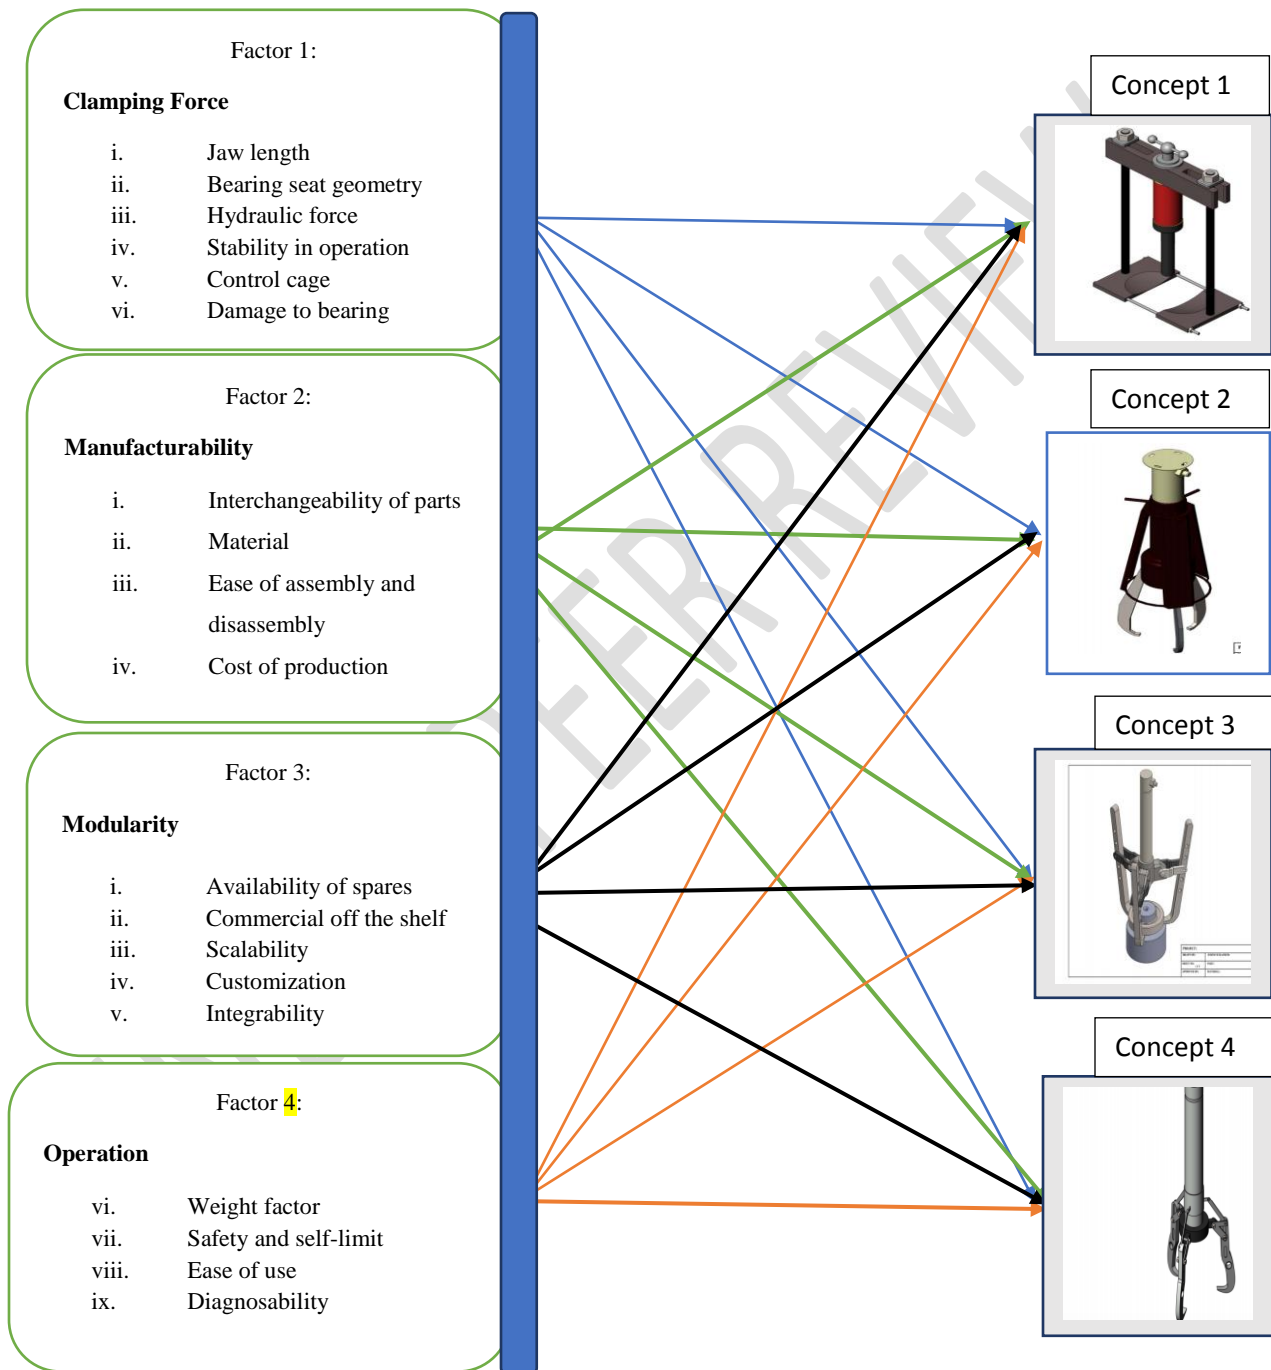 Factor 1:
Clamping Force
i. Jaw length
ii. Bearing seat geometry
iii. Hydraulic force
iv. Stability in operation
v. Control cage
vi. Damage to bearing
Factor 2:
Manufacturability
i. Interchangeability of parts
ii. Material
iii. Ease of assembly and
disassembly
iv. Cost of production
Factor 3:
Modularity
i. Availability of spares
ii. Commercial off the shelf
iii. Scalability
iv. Customization
v. Integrability
Factor 4:
Operation
vi. Weight factor
vii. Safety and self-limit
viii. Ease of use
ix. Diagnosability
Concept 1
Concept 2
Concept 3
Concept 4
PEER REVIEW